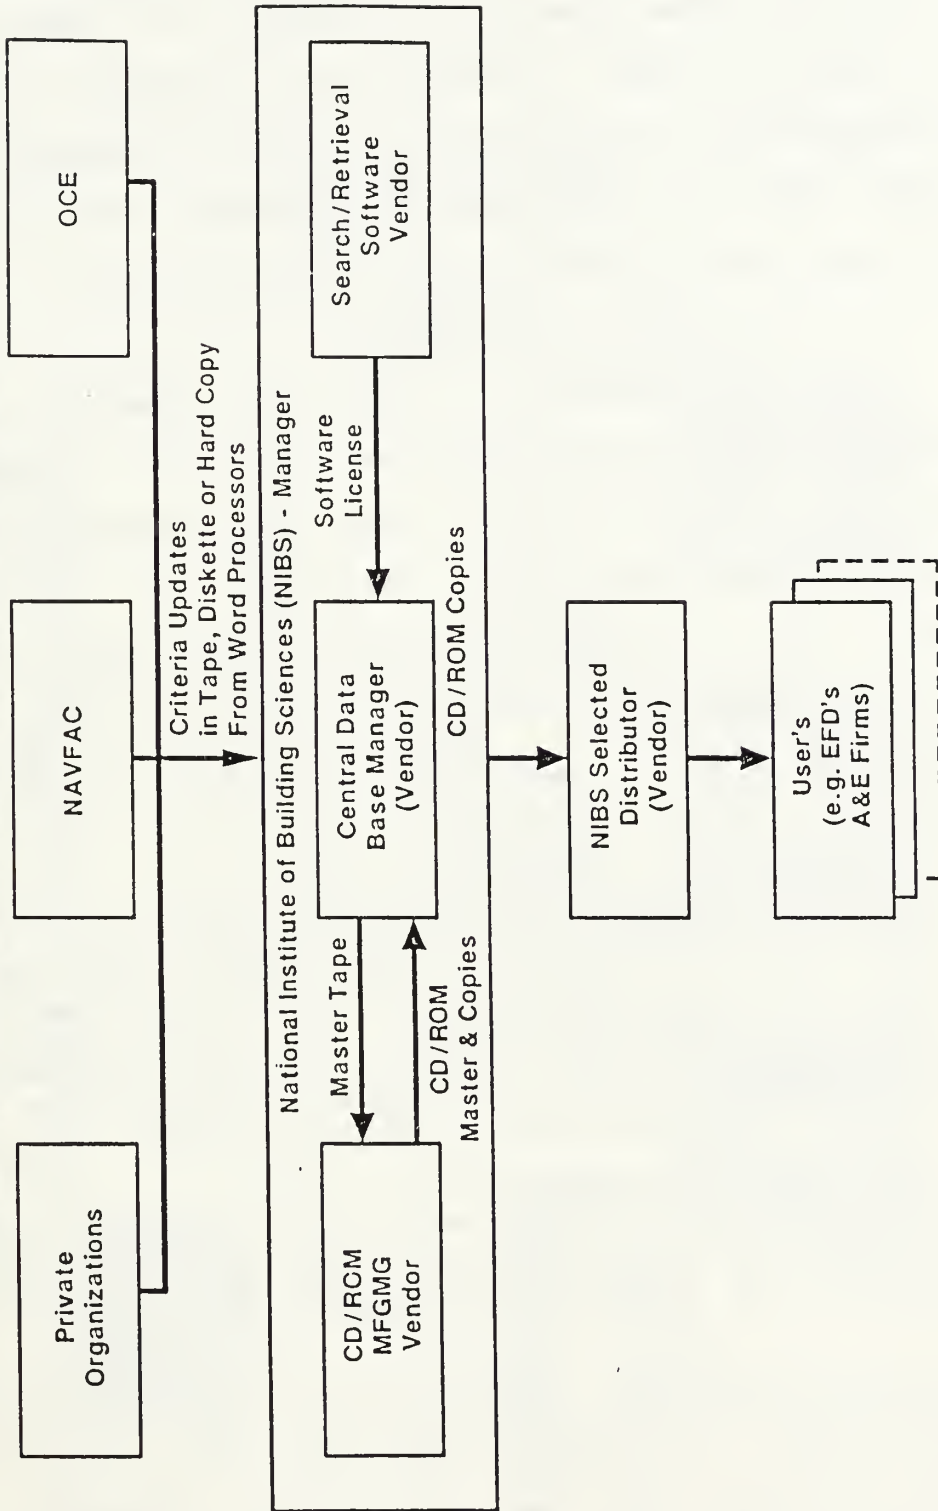 Private
Organizations
NAVFAC
OCE
Criteria Updates
in Tape, Diskette or Hard Copy
From Word Processors
National Institute of Building Sciences (NIBS) - Manager
CD/RCM
MFGMG
Vendor
Master Tape
CD/ROM
Master & Copies
Central Data
Base Manager
(Vendor)
Software
License
Search/Retrieval
Software
Vendor
CD/ROM Copies
NIBS Selected
Distributor
(Vendor)
User's
(e.g. EFD's
A&E Firms)